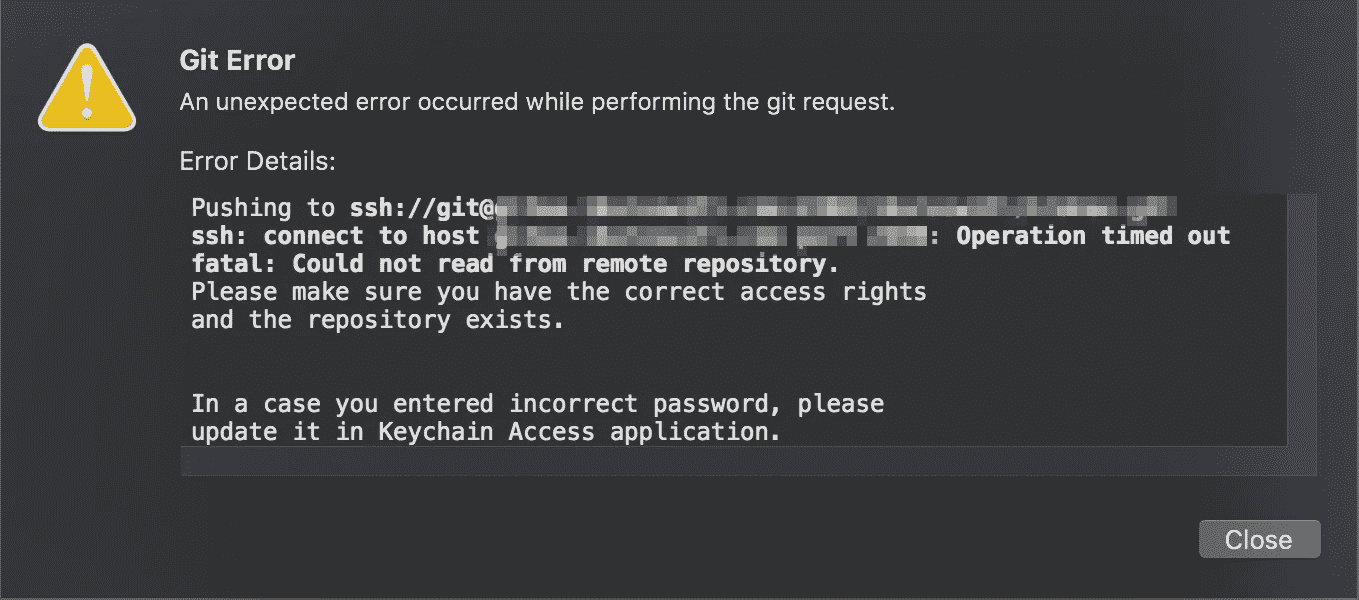 Git Error
An unexpected error occurred while performing the git request.
Error Details:
Pushing to ssh://git@
ssh: connect to host : Operation timed out
fatal: Could not read from remote repository.
Please make sure you have the correct access rights
and the repository exists.
In a case you entered incorrect password, please
update it in Keychain Access application.
Close